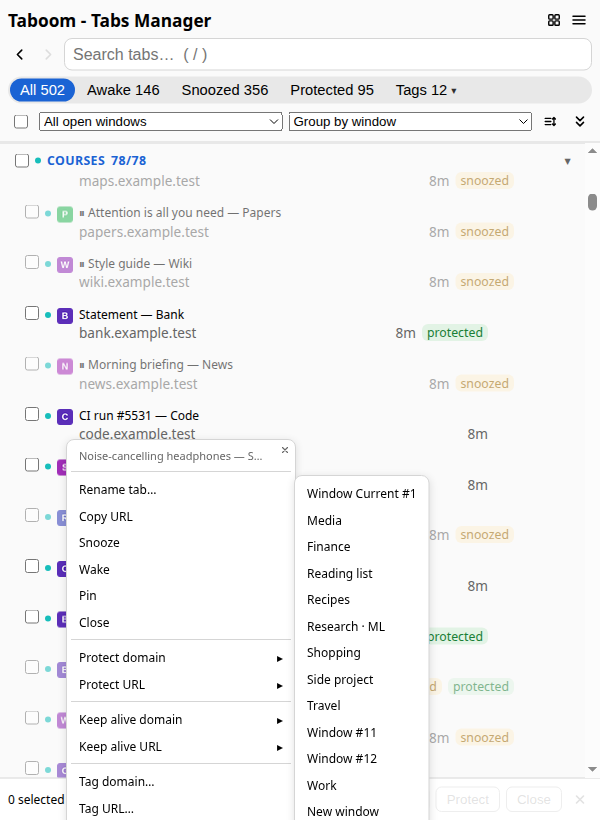 Taboom - Tabs Manager
Search tabs… ( / )
All 502 Awake 146 Snoozed 356 Protected 95 Tags 12 ▾
All open windows Group by window
COURSES 78/78 ▼
maps.example.test 8m snoozed
P Attention is all you need — Papers
papers.example.test 8m snoozed
W Style guide — Wiki
wiki.example.test 8m snoozed
B Statement — Bank
bank.example.test 8m protected
N Morning briefing — News
news.example.test 8m snoozed
C CI run #5531 — Code
code.example.test 8m
Noise-cancelling headphones — S... ×
8m
8m snoozed
8m
protected
d protected
8m snoozed
Rename tab...
Copy URL
Snooze
Wake
Pin
Close
Protect domain ▸
Protect URL ▸
Keep alive domain ▸
Keep alive URL ▸
Tag domain...
Tag URL...
Window Current #1
Media
Finance
Reading list
Recipes
Research · ML
Shopping
Side project
Travel
Window #11
Window #12
Work
New window
0 selected Protect Close ✕